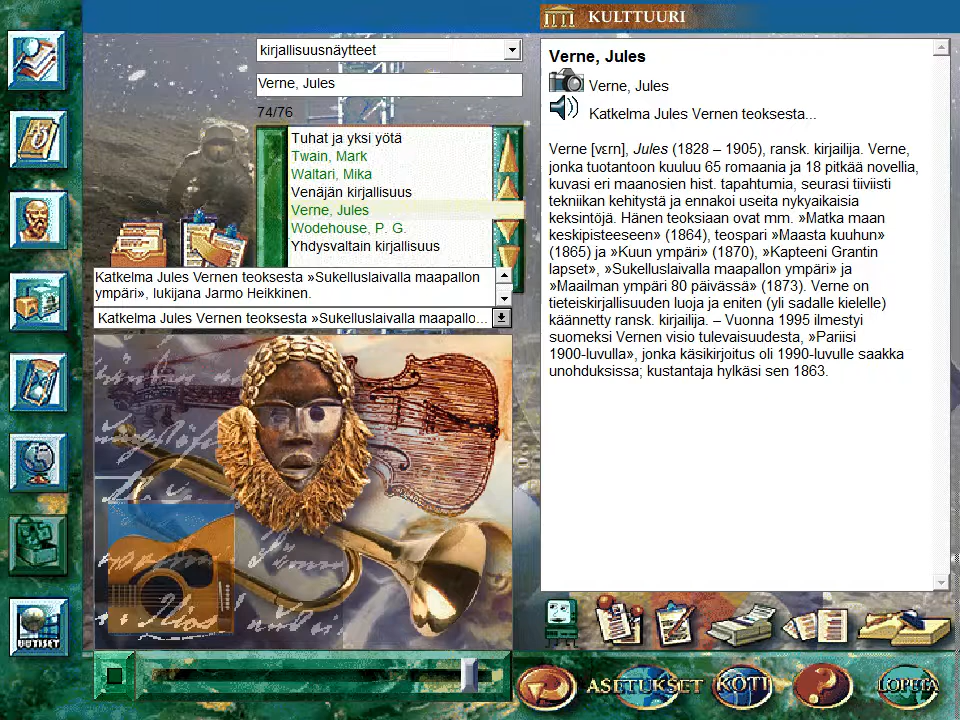 KULTTUURI
kirjallisuusnäytteet
Verne, Jules
74/76
Tuhat ja yksi yötä
Twain, Mark
Waltari, Mika
Venäjän kirjallisuus
Verne, Jules
Wodehouse, P. G.
Yhdysvaltain kirjallisuus
Katkelma Jules Vernen teoksesta »Sukelluslaivalla maapallon
ympäri», lukijana Jarmo Heikkinen.
Katkelma Jules Vernen teoksesta »Sukelluslaivalla maapallo...
Verne, Jules
Verne, Jules
Katkelma Jules Vernen teoksesta...
Verne [vɛrn], Jules (1828 – 1905), ransk. kirjailija. Verne,
jonka tuotantoon kuuluu 65 romaania ja 18 pitkää novellia,
kuvasi eri maanosien hist. tapahtumia, seurasi tiiviisti
tekniikan kehitystä ja ennakoi useita nykyaikaisia
keksintöjä. Hänen teoksiaan ovat mm. »Matka maan
keskipisteeseen» (1864), teospari »Maasta kuuhun»
(1865) ja »Kuun ympäri» (1870), »Kapteeni Grantin
lapset», »Sukelluslaivalla maapallon ympäri» ja
»Maailman ympäri 80 päivässä» (1873). Verne on
tieteiskirjallisuuden luoja ja eniten (yli sadalle kielelle)
käännetty ransk. kirjailija. – Vuonna 1995 ilmestyi
suomeksi Vernen visio tulevaisuudesta, »Pariisi
1900-luvulla», jonka käsikirjoitus oli 1990-luvulle saakka
unohduksissa; kustantaja hylkäsi sen 1863.
UUTISET
ASETUKSET
KOTI
LOPETA